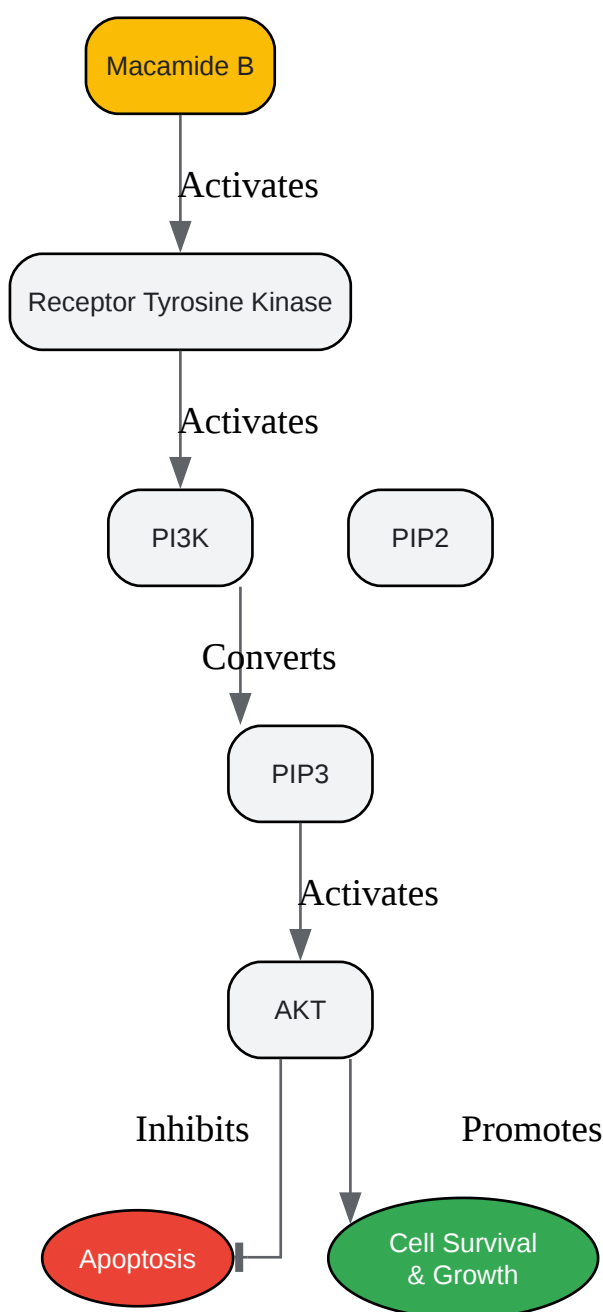 Macamide B
Activates
Receptor Tyrosine Kinase
Activates
PI3K
PIP2
Converts
PIP3
Activates
AKT
Inhibits
Promotes
Apoptosis
Cell Survival
& Growth